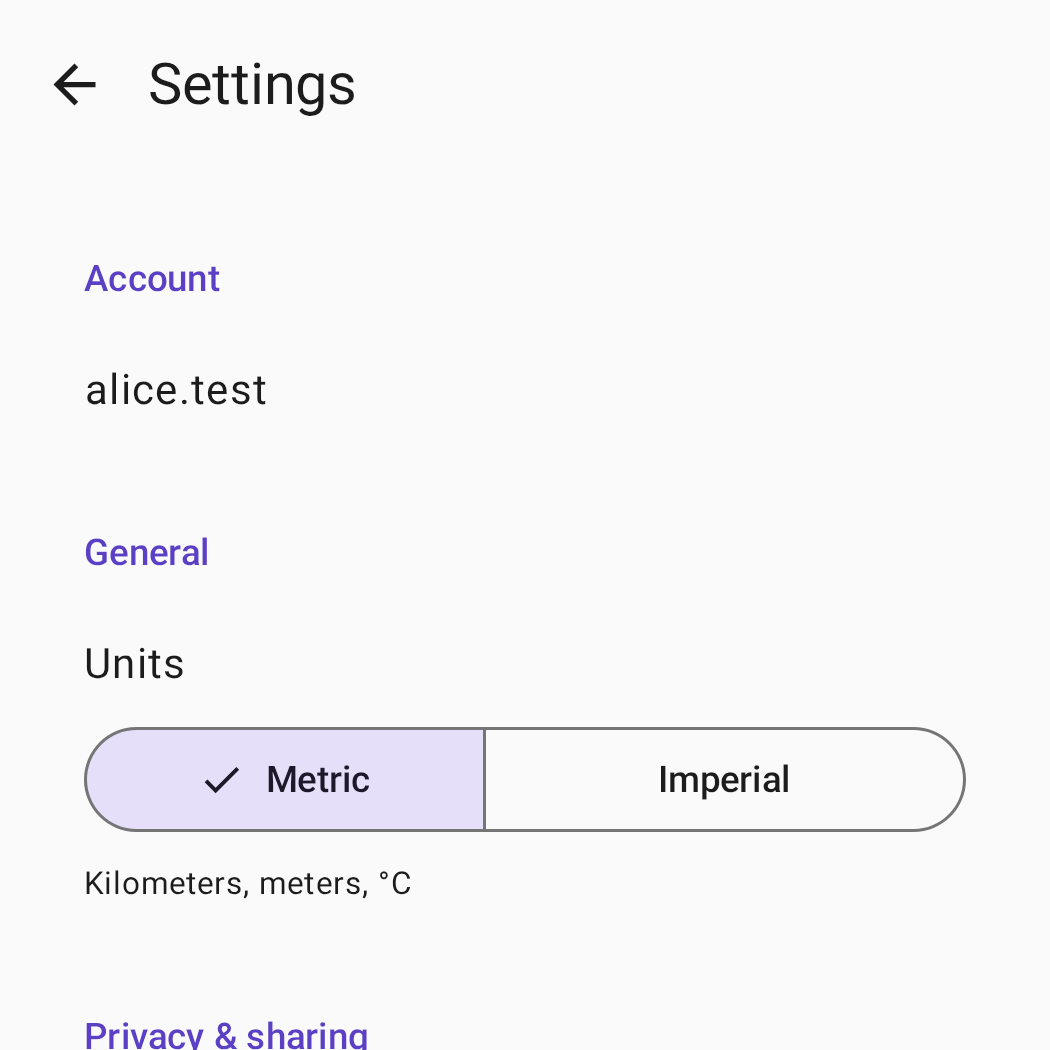 Settings
Account
alice.test
General
Units
Metric
Imperial
Kilometers, meters, °C
Privacy & sharing